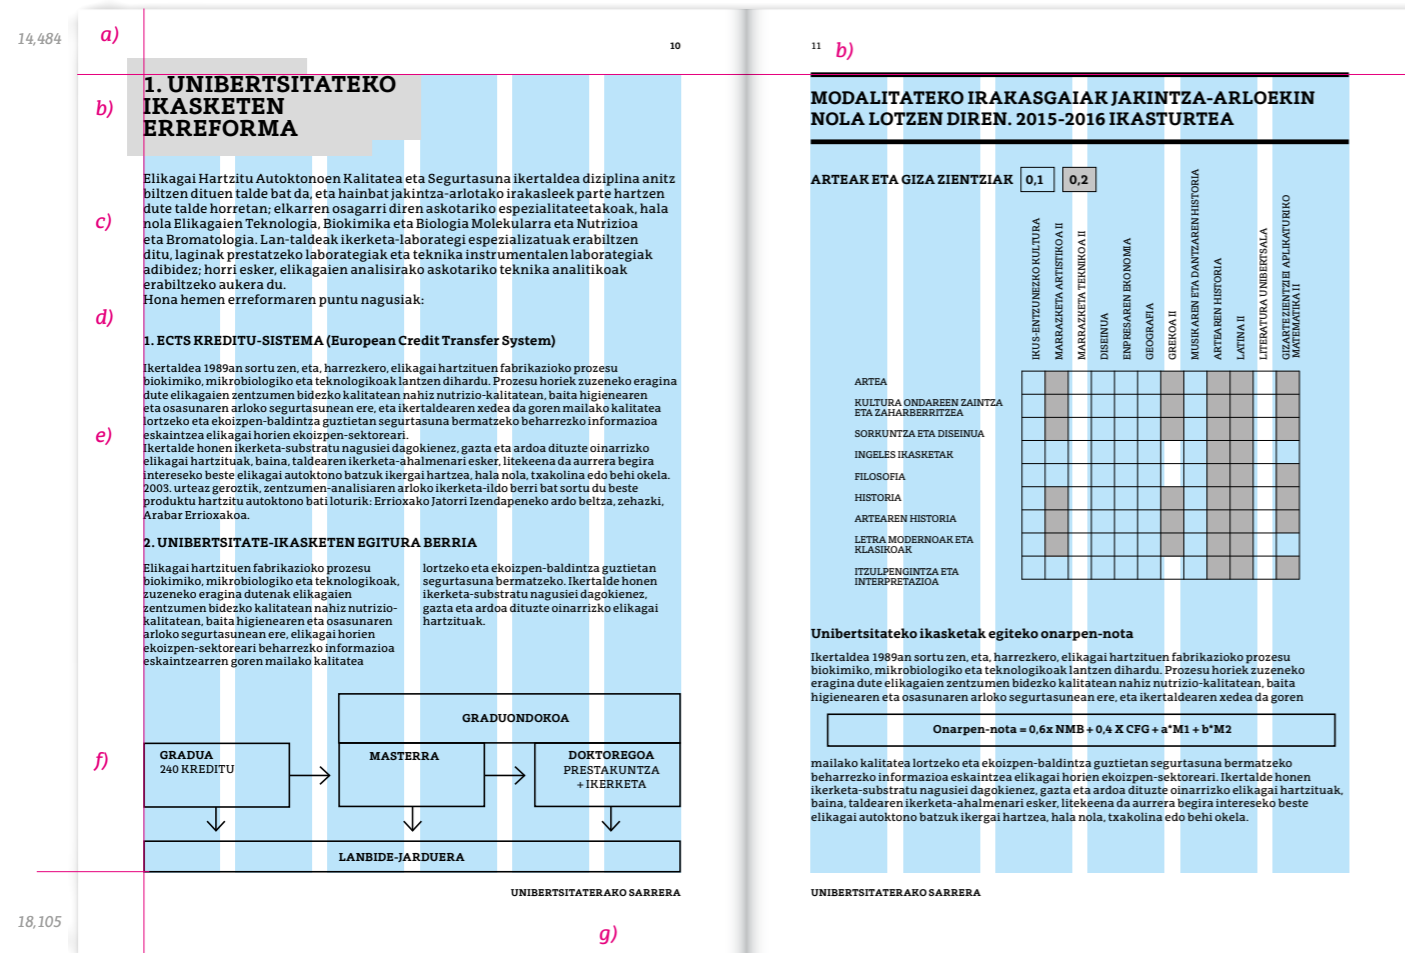 14,484
a)
10
b)
1. UNIBERTSITATEKO
IKASKETEN
ERREFORMA
c)
Elikagai Hartzitu Autoktonoen Kalitatea eta Segurtasuna ikertaldea diziplina anitz
biltzen dituen talde bat da, eta hainbat jakintza-arlotako irakasleek parte hartzen
dute talde horretan; elkarren osagarri diren askotariko espezialitateetakoak, hala
nola Elikagaien Teknologia, Biokimika eta Biologia Molekularra eta Nutrizioa
eta Bromatologia. Lan-taldeak ikerketa-laborategi espezializatuak erabiltzen
ditu, laginak prestatzeko laborategiak eta teknika instrumentalen laborategiak
adibidez; horri esker, elikagaien analisirako askotariko teknika analitikoak
erabiltzeko aukera du.
Hona hemen erreformaren puntu nagusiak:
d)
1. ECTS KREDITU-SISTEMA (European Credit Transfer System)
e)
Ikertaldea 1989an sortu zen, eta, harrezkero, elikagai hartzituen fabrikazioko prozesu
biokimiko, mikrobiologiko eta teknologikoak lantzen dihardu. Prozesu horiek zuzeneko eragina
dute elikagaien zentzumen bidezko kalitatean nahiz nutrizio-kalitatean, baita higienearen
eta osasunaren arloko segurtasunean ere, eta ikertaldearen xedea da goren mailako kalitatea
lortzeko eta ekoizpen-baldintza guztietan segurtasuna bermatzeko beharrezko informazioa
eskaintzea elikagai horien ekoizpen-sektoreari.
Ikertalde honen ikerketa-substratu nagusiei dagokienez, gazta eta ardoa dituzte oinarrizko
elikagai hartzituak, baina, taldearen ikerketa-ahalmenari esker, litekeena da aurrera begira
intereseko beste elikagai autoktono batzuk ikergai hartzea, hala nola, txakolina edo behi okela.
2003. urteaz geroztik, zentzumen-analisiaren arloko ikerketa-ildo berri bat sortu du beste
produktu hartzitu autoktono bati loturik: Errioxako Jatorri Izendapeneko ardo beltza, zehazki,
Arabar Errioxakoa.
2. UNIBERTSITATE-IKASKETEN EGITURA BERRIA
Elikagai hartzituen fabrikazioko prozesu
biokimiko, mikrobiologiko eta teknologikoak,
zuzeneko eragina dutenak elikagaien
zentzumen bidezko kalitatean nahiz nutrizio-
kalitatean, baita higienearen eta osasunaren
arloko segurtasunean ere, elikagai horien
ekoizpen-sektoreari beharrezko informazioa
eskaintzearren goren mailako kalitatea
lortzeko eta ekoizpen-baldintza guztietan
segurtasuna bermatzeko. Ikertalde honen
ikerketa-substratu nagusiei dagokienez,
gazta eta ardoa dituzte oinarrizko elikagai
hartzituak.
f)
GRADUONDOKOA
GRADUA
240 KREDITU
MASTERRA
DOKTOREGOA
PRESTAKUNTZA
+ IKERKETA
LANBIDE-JARDUERA
UNIBERTSITATERAKO SARRERA
18,105
g)
11
b)
MODALITATEKO IRAKASGAIAK JAKINTZA-ARLOEKIN
NOLA LOTZEN DIREN. 2015-2016 IKASTURTEA
ARTEAK ETA GIZA ZIENTZIAK 0,1 0,2
IKUS-ENTZUNEZKO KULTURA
MARRAZKETA ARTISTIKOA II
MARRAZKETA TEKNIKOA II
DISEINUA
ENPRESAREN EKONOMIA
GEOGRAFIA
GREKOA II
MUSIKAREN ETA DANTZAREN HISTORIA
ARTEAREN HISTORIA
LATINA II
LITERATURA UNIBERTSALA
GIZARTE ZIENTZIEI APLIKATURIKO
MATEMATIKA II
ARTEA
KULTURA ONDAREEN ZAINTZA
ETA ZAHARBERRITZEA
SORKUNTZA ETA DISEINUA
INGELES IKASKETAK
FILOSOFIA
HISTORIA
ARTEAREN HISTORIA
LETRA MODERNOAK ETA
KLASIKOAK
ITZULPENGINTZA ETA
INTERPRETAZIOA
Unibertsitateko ikasketak egiteko onarpen-nota
Ikertaldea 1989an sortu zen, eta, harrezkero, elikagai hartzituen fabrikazioko prozesu
biokimiko, mikrobiologiko eta teknologikoak lantzen dihardu. Prozesu horiek zuzeneko
eragina dute elikagaien zentzumen bidezko kalitatean nahiz nutrizio-kalitatean, baita
higienearen eta osasunaren arloko segurtasunean ere, eta ikertaldearen xedea da goren
Onarpen-nota = 0,6x NMB + 0,4 X CFG + a*M1 + b*M2
mailako kalitatea lortzeko eta ekoizpen-baldintza guztietan segurtasuna bermatzeko
beharrezko informazioa eskaintzea elikagai horien ekoizpen-sektoreari. Ikertalde honen
ikerketa-substratu nagusiei dagokienez, gazta eta ardoa dituzte oinarrizko elikagai hartzituak,
baina, taldearen ikerketa-ahalmenari esker, litekeena da aurrera begira intereseko beste
elikagai autoktono batzuk ikergai hartzea, hala nola, txakolina edo behi okela.
UNIBERTSITATERAKO SARRERA